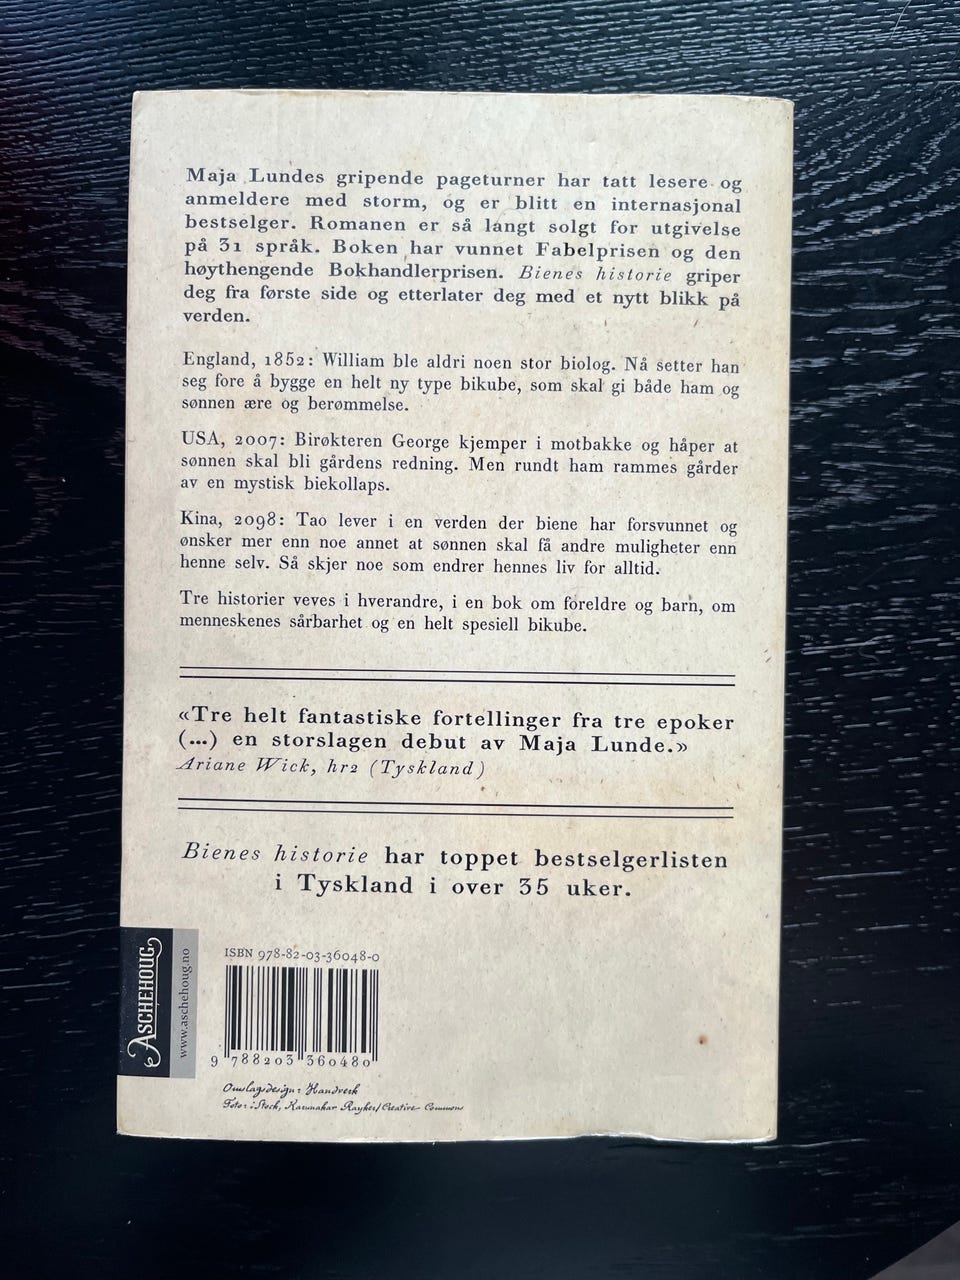 Maja Lundes gripende pageturner har tatt lesere og
anmeldere med storm, og er blitt en internasjonal
bestselger. Romanen er så langt solgt for utgivelse
på 31 språk. Boken har vunnet Fabelprisen og den
høythengende Bokhandlerprisen. Bienes historie griper
deg fra første side og etterlater deg med et nytt blikk på
verden.
England, 1852: William ble aldri noen stor biolog. Nå setter han
seg fore å bygge en helt ny type bikube, som skal gi både ham og
sønnen ære og berømmelse.
USA, 2007: Birøkteren George kjemper i motbakke og håper at
sønnen skal bli gårdens redning. Men rundt ham rammes gårder
av en mystisk biekollaps.
Kina, 2098: Tao lever i en verden der biene har forsvunnet og
ønsker mer enn noe annet at sønnen skal få andre muligheter enn
henne selv. Så skjer noe som endrer hennes liv for alltid.
Tre historier veves i hverandre, i en bok om foreldre og barn, om
menneskenes sårbarhet og en helt spesiell bikube.
«Tre helt fantastiske fortellinger fra tre epoker
(...) en storslagen debut av Maja Lunde.»
Ariane Wick, hr2 (Tyskland)
Bienes historie har toppet bestselgerlisten
i Tyskland i over 35 uker.
ASCHEHOUG
www.aschehoug.no
ISBN 978-82-03-36048-0
9 788203 360480
Omslagsdesign: Handverk
Foto: iStock, Karunakar Rayker/Creative Commons